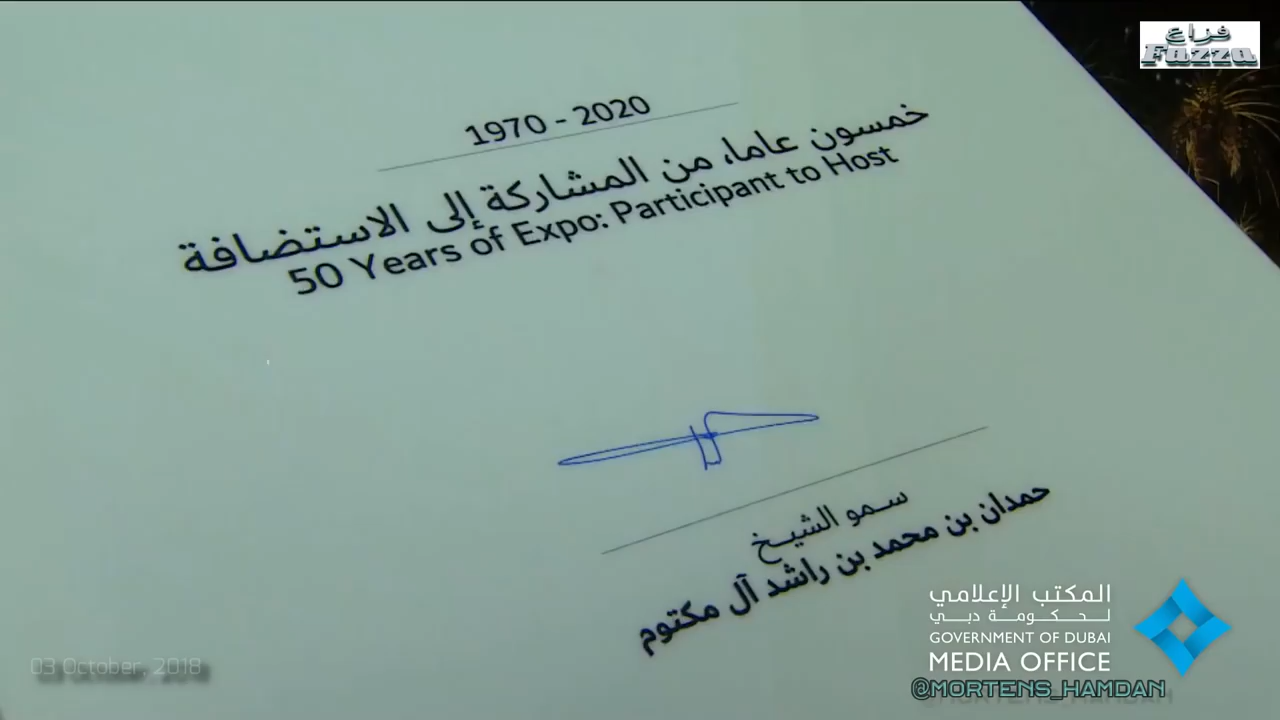 فزاع
Fazza
1970 - 2020
خمسون عاما، من المشاركة إلى الاستضافة
50 Years of Expo: Participant to Host
سمو الشيخ
حمدان بن محمد بن راشد آل مكتوم
المكتب الإعلامي
لحكومة دبي
GOVERNMENT OF DUBAI
MEDIA OFFICE
@MORTENS_HAMDAN
03 October, 2018